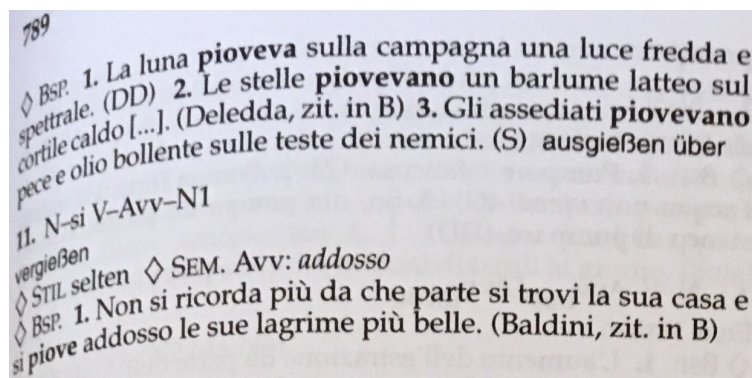 789
◊ BSP. 1. La luna pioveva sulla campagna una luce fredda e
spettrale. (DD) 2. Le stelle piovevano un barlume latteo sul
cortile caldo [...]. (Deledda, zit. in B) 3. Gli assediati piovevano
pece e olio bollente sulle teste dei nemici. (S) ausgießen über
11. N–si V–Avv–N1
vergießen
◊ STIL selten ◊ SEM. Avv: addosso
◊ BSP. 1. Non si ricorda più da che parte si trovi la sua casa e
si piove addosso le sue lagrime più belle. (Baldini, zit. in B)